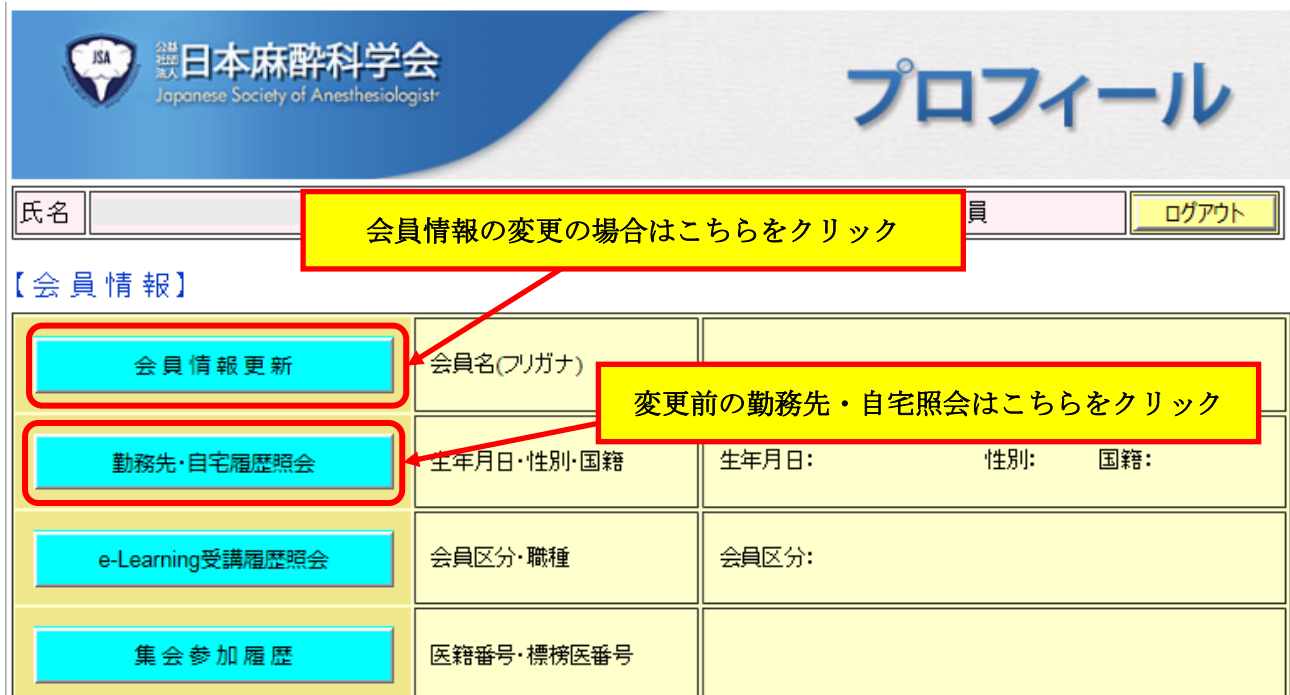 JSA
公益社団法人 日本麻酔科学会
Japanese Society of Anesthesiologist
プロフィール
氏名
員
ログアウト
会員情報の変更の場合はこちらをクリック
【会員情報】
会員情報更新
会員名(フリガナ)
変更前の勤務先・自宅照会はこちらをクリック
勤務先・自宅履歴照会
生年月日・性別・国籍
生年月日: 性別: 国籍:
e-Learning受講履歴照会
会員区分・職種
会員区分:
集会参加履歴
医籍番号・標榜医番号